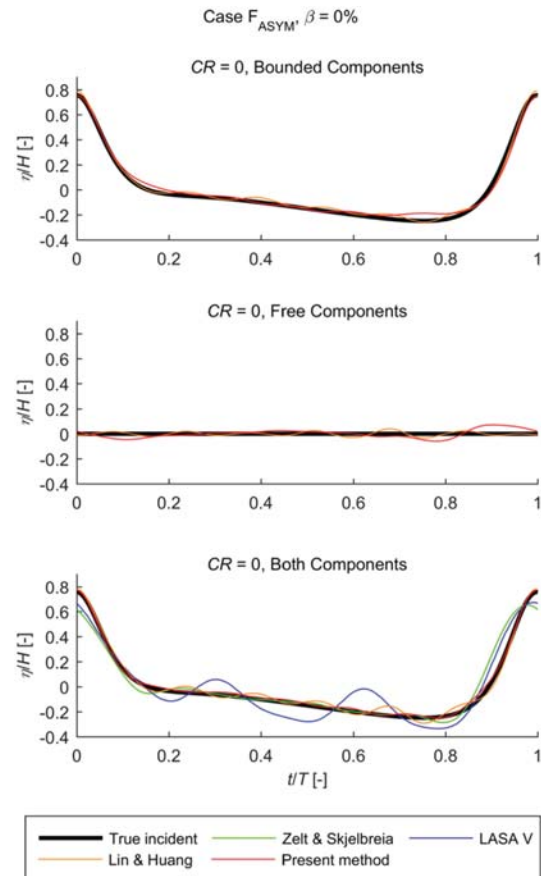 Case F_ASYM, β = 0%
CR = 0, Bounded Components
0.8
0.6
0.4
0.2
0
-0.2
-0.4
η/H [-]
0 0.2 0.4 0.6 0.8 1
CR = 0, Free Components
0.8
0.6
0.4
0.2
0
-0.2
-0.4
η/H [-]
0 0.2 0.4 0.6 0.8 1
CR = 0, Both Components
0.8
0.6
0.4
0.2
0
-0.2
-0.4
η/H [-]
0 0.2 0.4 0.6 0.8 1
t/T [-]
True incident Zelt & Skjelbreia LASA V
Lin & Huang Present method